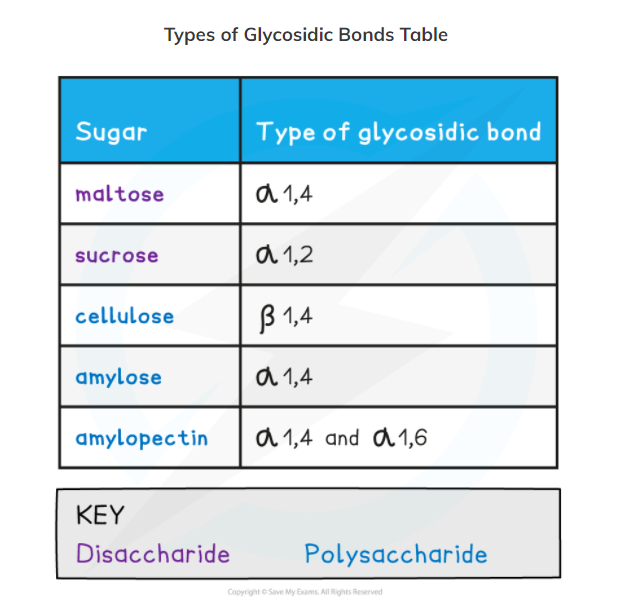 Types of Glycosidic Bonds Table
Sugar Type of glycosidic bond
maltose α 1,4
sucrose α 1,2
cellulose β 1,4
amylose α 1,4
amylopectin α 1,4 and α 1,6
KEY
Disaccharide Polysaccharide
Copyright © Save My Exams. All Rights Reserved